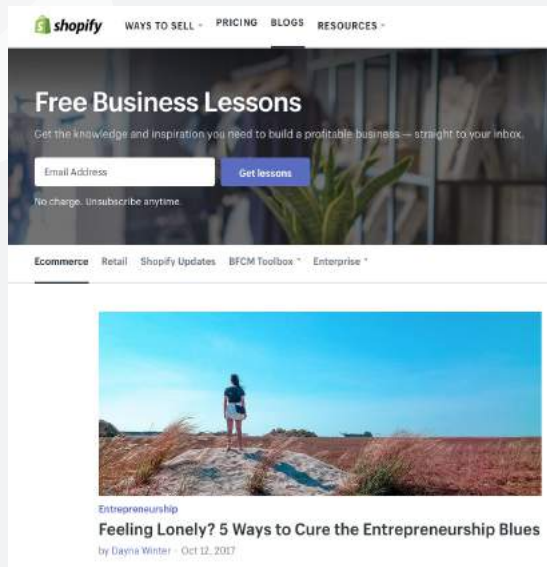 shopify WAYS TO SELL PRICING BLOGS RESOURCES
Free Business Lessons
Get the knowledge and inspiration you need to build a profitable business — straight to your inbox.
Email Address Get lessons
No charge. Unsubscribe anytime.
Ecommerce Retail Shopify Updates BFCM Toolbox Enterprise
Entrepreneurship
Feeling Lonely? 5 Ways to Cure the Entrepreneurship Blues
by Dayna Winter - Oct 12, 2017